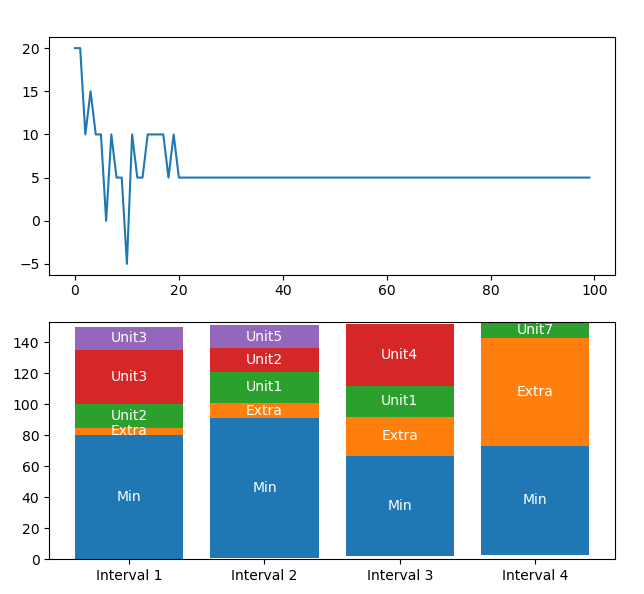 20
15
10
5
0
−5
0 20 40 60 80 100
140
120
100
80
60
40
20
0
Unit3 Unit5 Unit7
Unit3 Unit2 Unit4
Unit2 Unit1 Unit1 Extra
Extra Extra Extra
Min Min Min Min
Interval 1 Interval 2 Interval 3 Interval 4